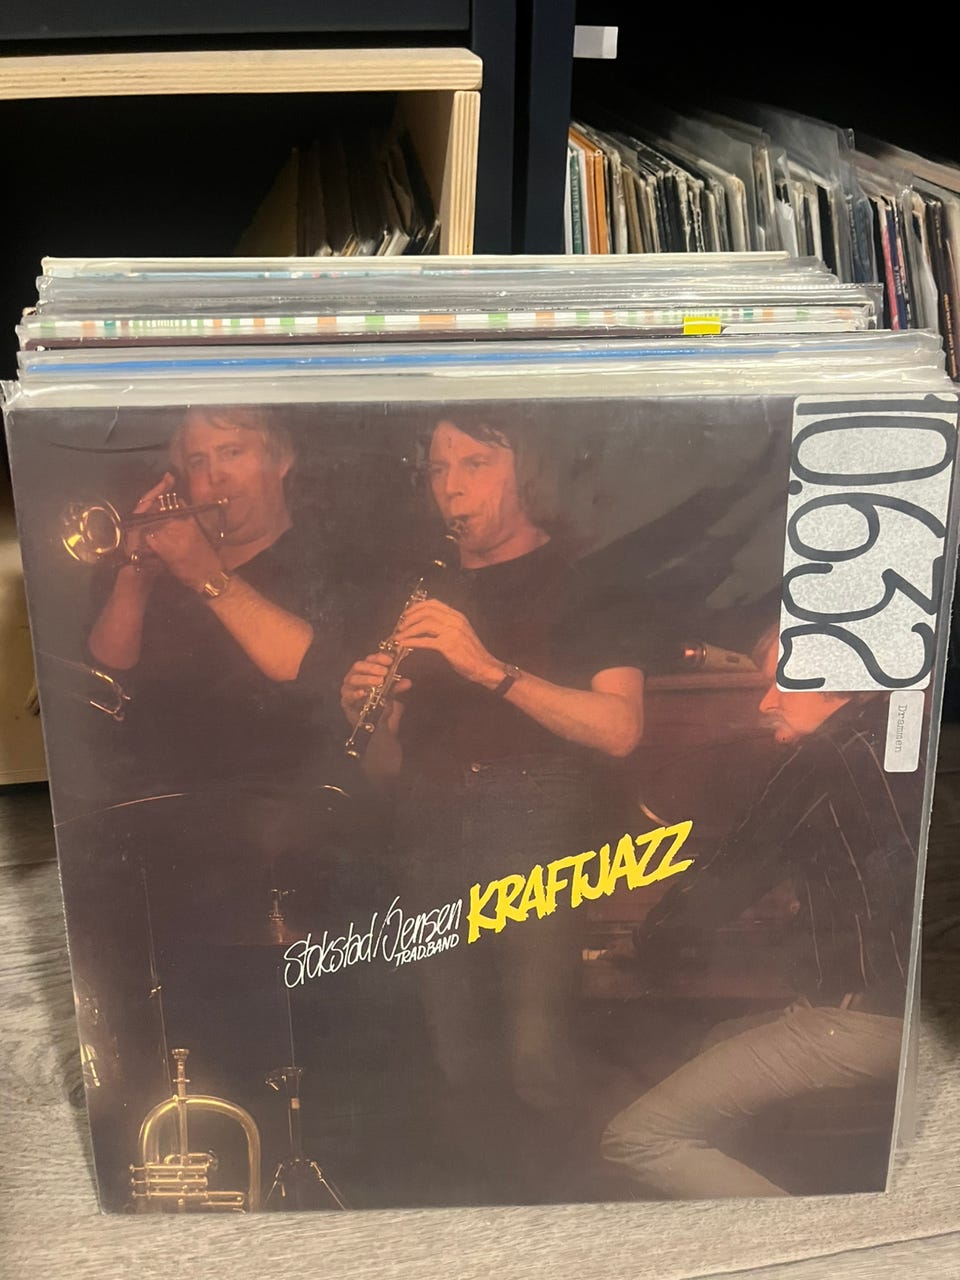 10.632
Drammen
Stokstad/Jensen
TRAD.BAND
KRAFTJAZZ